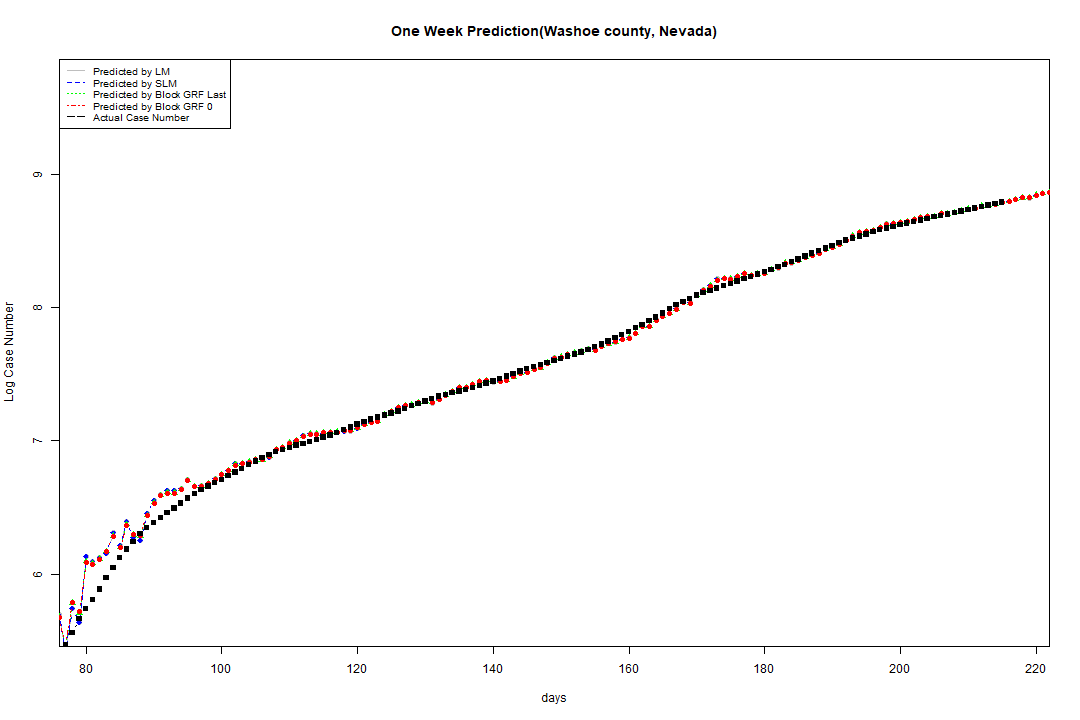 One Week Prediction(Washoe county, Nevada)
Predicted by LM
Predicted by SLM
Predicted by Block GRF Last
Predicted by Block GRF 0
Actual Case Number
9
8
7
6
Log Case Number
80 100 120 140 160 180 200 220
days